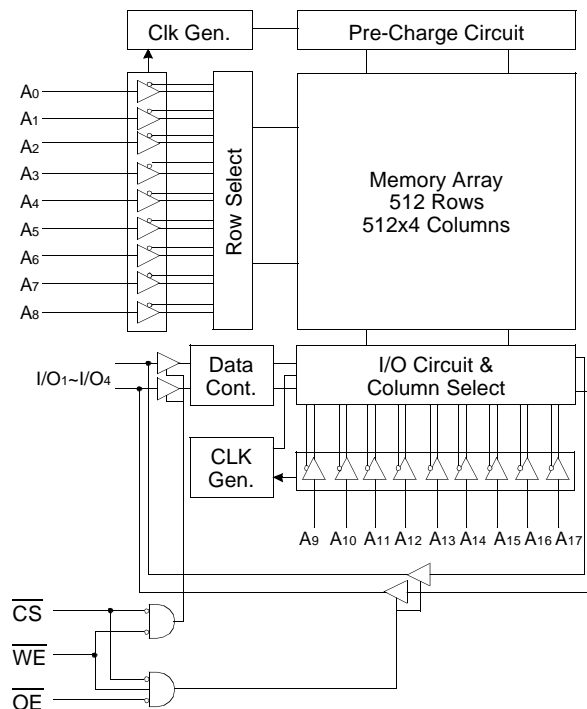 Clk Gen.
Pre-Charge Circuit
A0
A1
A2
A3
A4
A5
A6
A7
A8
Row Select
Memory Array
512 Rows
512x4 Columns
I/O1~I/O4
Data
Cont.
I/O Circuit &
Column Select
CLK
Gen.
A9 A10 A11 A12 A13 A14 A15 A16 A17
CS
WE
OE